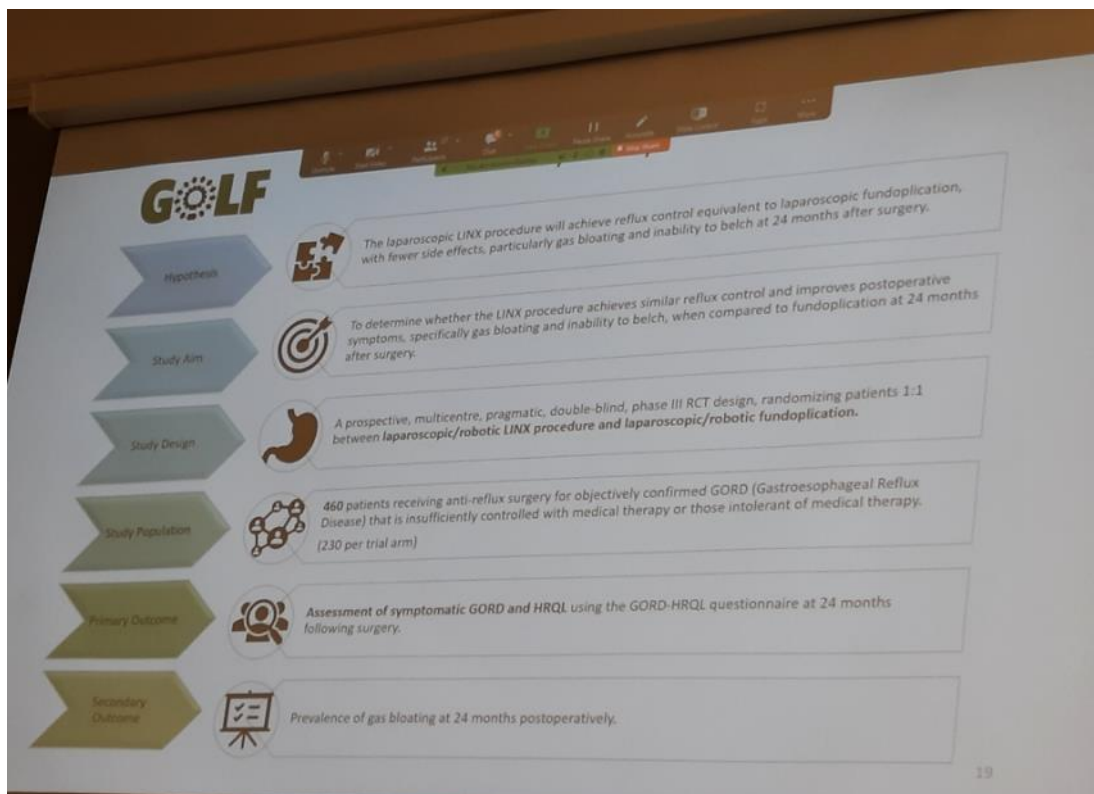 GOLF
Hypothesis
The laparoscopic LINX procedure will achieve reflux control equivalent to laparoscopic fundoplication,
with fewer side effects, particularly gas bloating and inability to belch at 24 months after surgery.
Study Aim
To determine whether the LINX procedure achieves similar reflux control and improves postoperative
symptoms, specifically gas bloating and inability to belch, when compared to fundoplication at 24 months
after surgery.
Study Design
A prospective, multicentre, pragmatic, double-blind, phase III RCT design, randomizing patients 1:1
between laparoscopic/robotic LINX procedure and laparoscopic/robotic fundoplication.
Study Population
460 patients receiving anti-reflux surgery for objectively confirmed GORD (Gastroesophageal Reflux
Disease) that is insufficiently controlled with medical therapy or those intolerant of medical therapy.
(230 per trial arm)
Primary Outcome
Assessment of symptomatic GORD and HRQL using the GORD-HRQL questionnaire at 24 months
following surgery.
Secondary
Outcome
Prevalence of gas bloating at 24 months postoperatively.
19